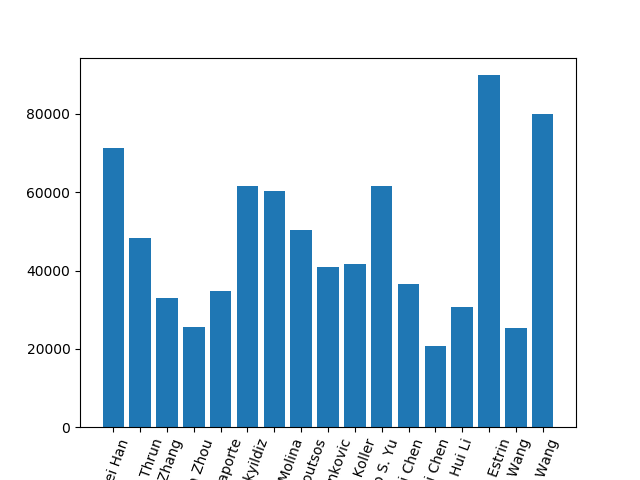 80000
60000
40000
20000
0
ei Han
Thrun
Zhang
Zhou
aporte
kyildiz
Molina
outsos
nkovic
Koller
S. Yu
i Chen
i Chen
Hui Li
Estrin
Wang
Wang